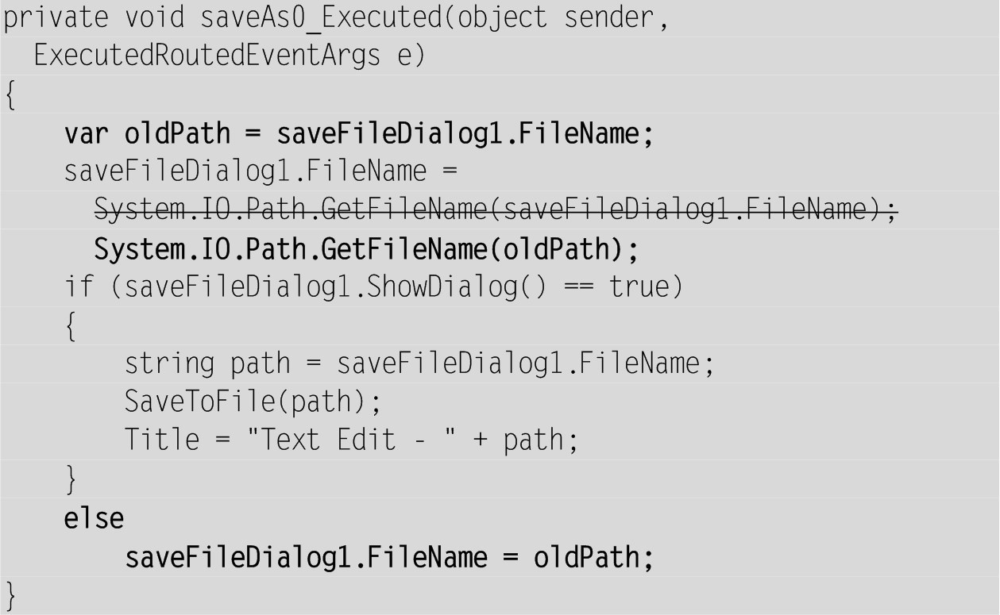 private void saveAs0_Executed(object sender,
  ExecutedRoutedEventArgs e)
{
    var oldPath = saveFileDialog1.FileName;
    saveFileDialog1.FileName =
      System.IO.Path.GetFileName(saveFileDialog1.FileName);
      System.IO.Path.GetFileName(oldPath);
    if (saveFileDialog1.ShowDialog() == true)
    {
        string path = saveFileDialog1.FileName;
        SaveToFile(path);
        Title = "Text Edit - " + path;
    }
    else
        saveFileDialog1.FileName = oldPath;
}